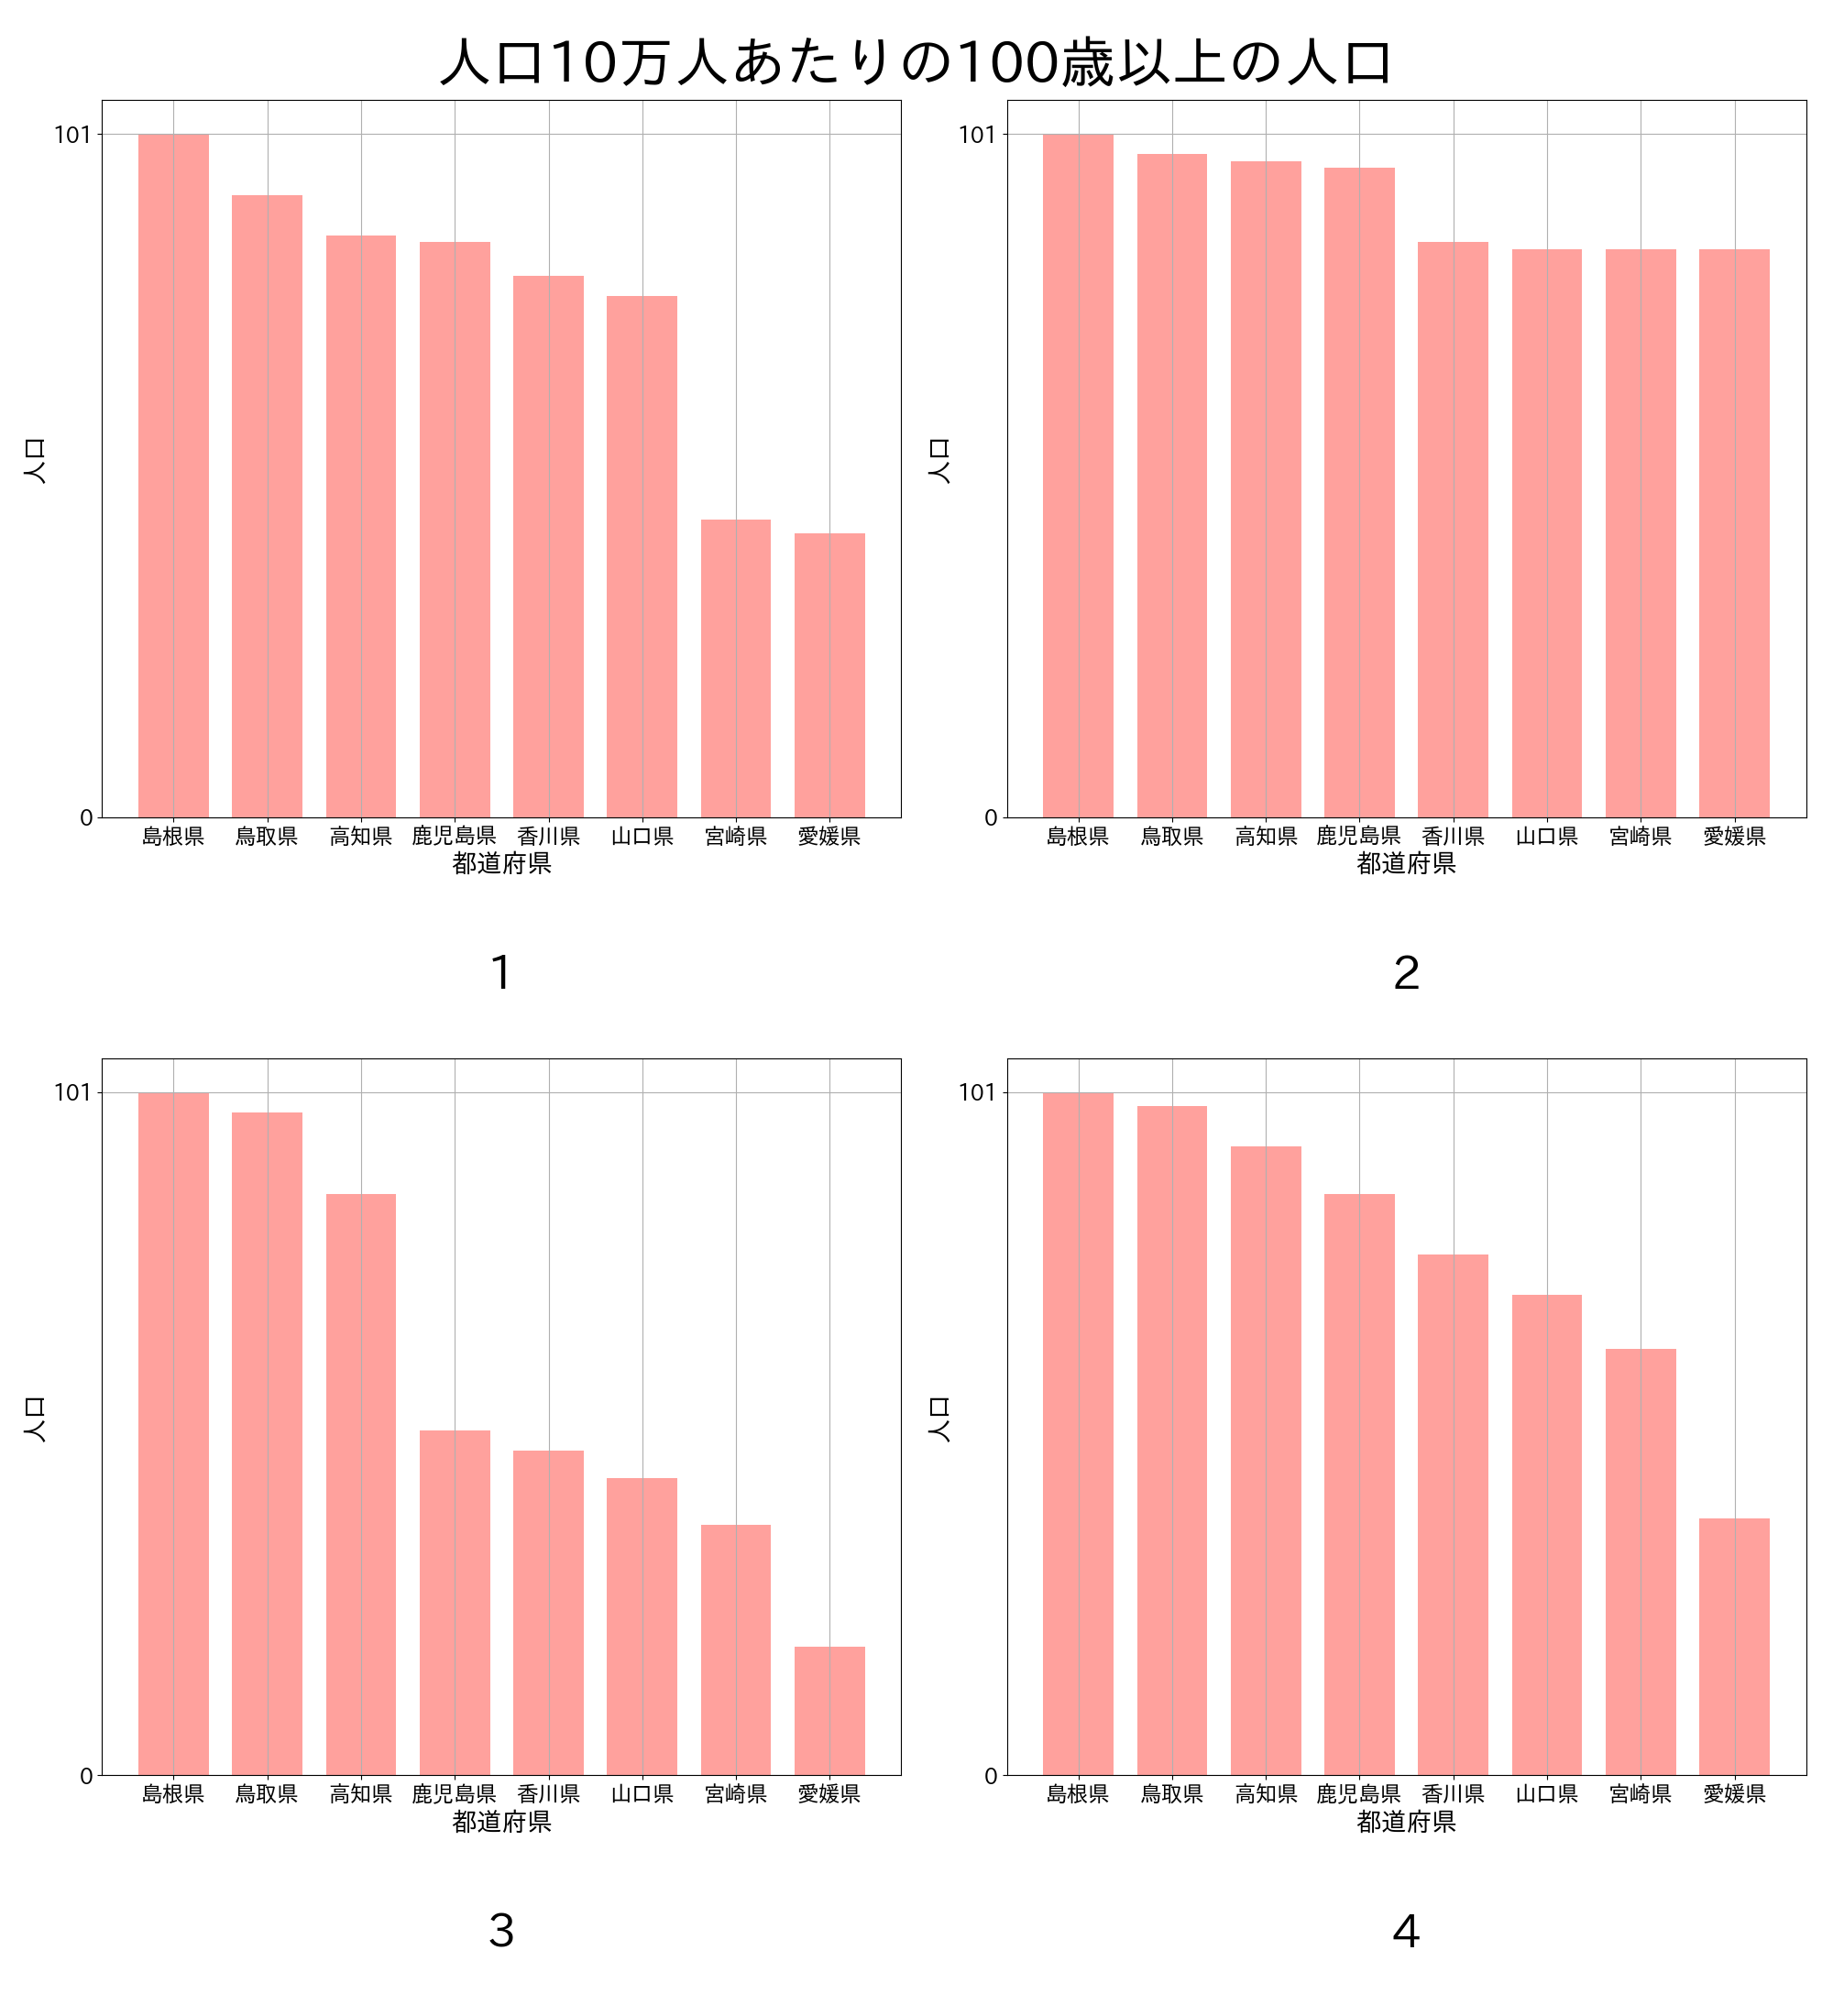 人口10万人あたりの100歳以上の人口
101
人口
0
島根県 鳥取県 高知県 鹿児島県 香川県 山口県 宮崎県 愛媛県
都道府県
1
101
人口
0
島根県 鳥取県 高知県 鹿児島県 香川県 山口県 宮崎県 愛媛県
都道府県
2
101
人口
0
島根県 鳥取県 高知県 鹿児島県 香川県 山口県 宮崎県 愛媛県
都道府県
3
101
人口
0
島根県 鳥取県 高知県 鹿児島県 香川県 山口県 宮崎県 愛媛県
都道府県
4